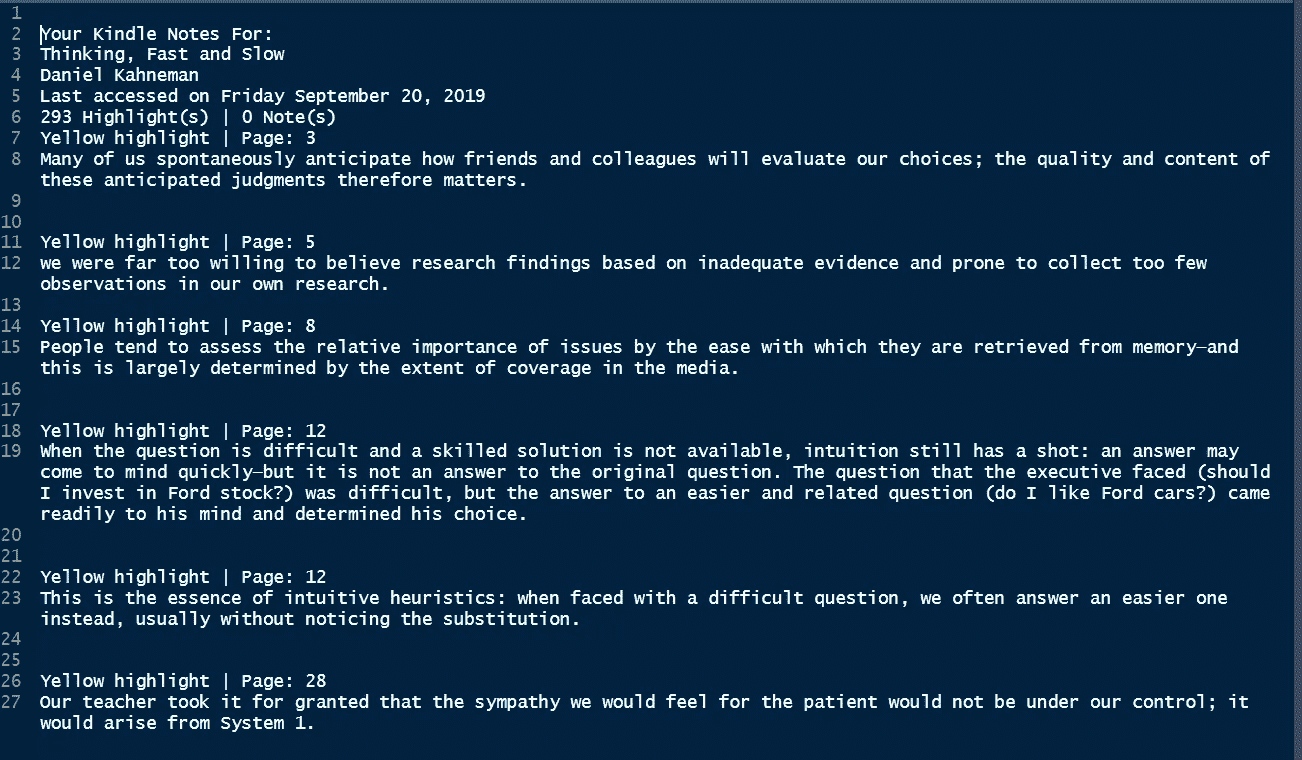 1
2 Your Kindle Notes For:
3 Thinking, Fast and Slow
4 Daniel Kahneman
5 Last accessed on Friday September 20, 2019
6 293 Highlight(s) | 0 Note(s)
7 Yellow highlight | Page: 3
8 Many of us spontaneously anticipate how friends and colleagues will evaluate our choices; the quality and content of
these anticipated judgments therefore matters.
9
10
11 Yellow highlight | Page: 5
12 we were far too willing to believe research findings based on inadequate evidence and prone to collect too few
observations in our own research.
13
14 Yellow highlight | Page: 8
15 People tend to assess the relative importance of issues by the ease with which they are retrieved from memory—and
this is largely determined by the extent of coverage in the media.
16
17
18 Yellow highlight | Page: 12
19 When the question is difficult and a skilled solution is not available, intuition still has a shot: an answer may
come to mind quickly—but it is not an answer to the original question. The question that the executive faced (should
I invest in Ford stock?) was difficult, but the answer to an easier and related question (do I like Ford cars?) came
readily to his mind and determined his choice.
20
21
22 Yellow highlight | Page: 12
23 This is the essence of intuitive heuristics: when faced with a difficult question, we often answer an easier one
instead, usually without noticing the substitution.
24
25
26 Yellow highlight | Page: 28
27 Our teacher took it for granted that the sympathy we would feel for the patient would not be under our control; it
would arise from System 1.